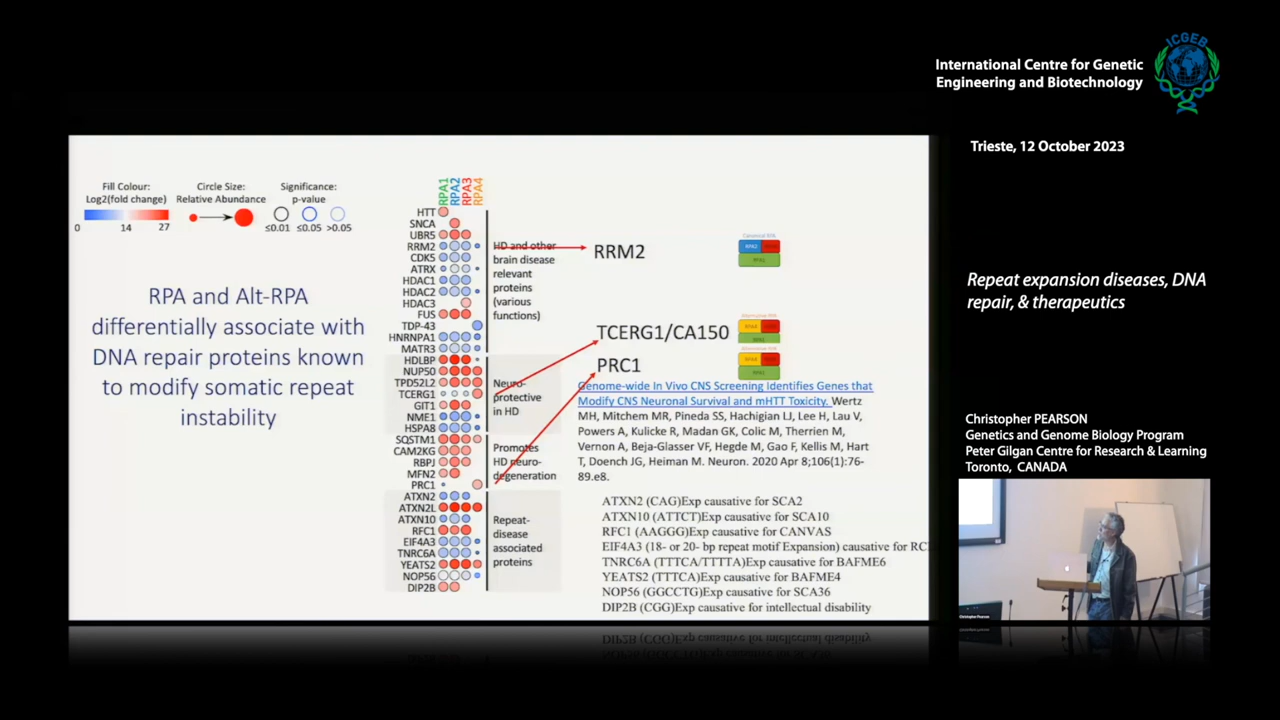 International Centre for Genetic
Engineering and Biotechnology
ICGEB
Trieste, 12 October 2023
Repeat expansion diseases, DNA
repair, & therapeutics
Christopher PEARSON
Genetics and Genome Biology Program
Peter Gilgan Centre for Research & Learning
Toronto, CANADA
Christopher Pearson
Fill Colour:
Log2(fold change)
0 14 27
Circle Size:
Relative Abundance
Significance:
p-value
≤0.01 ≤0.05 >0.05
RPA and Alt-RPA
differentially associate with
DNA repair proteins known
to modify somatic repeat
instability
RPA1 RPA2 RPA3 RPA4
HTT
SNCA
UBR5
RRM2
CDK5
ATRX
HDAC1
HDAC2
HDAC3
FUS
TDP-43
HNRNPA1
MATR3
HDLBP
NUP50
TPD52L2
TCERG1
GIT1
NME1
HSPA8
SQSTM1
CAM2KG
RBPJ
MFN2
PRC1
ATXN2
ATXN2L
ATXN10
RFC1
EIF4A3
TNRC6A
YEATS2
NOP56
DIP2B
HD and other
brain disease
relevant
proteins
(various
functions)
Neuro-
protective
in HD
Promotes
HD neuro-
degeneration
Repeat-
disease
associated
proteins
RRM2
Canonical RPA
RPA2
RPA1
TCERG1/CA150
PRC1
Genome-wide In Vivo CNS Screening Identifies Genes that
Modify CNS Neuronal Survival and mHTT Toxicity. Wertz
MH, Mitchem MR, Pineda SS, Hachigian LJ, Lee H, Lau V,
Powers A, Kulicke R, Madan GK, Colic M, Therrien M,
Vernon A, Beja-Glasser VF, Hegde M, Gao F, Kellis M, Hart
T, Doench JG, Heiman M. Neuron. 2020 Apr 8;106(1):76-
89.e8.
ATXN2 (CAG)Exp causative for SCA2
ATXN10 (ATTCT)Exp causative for SCA10
RFC1 (AAGGG)Exp causative for CANVAS
EIF4A3 (18- or 20- bp repeat motif Expansion) causative for RC
TNRC6A (TTTCA/TTTTA)Exp causative for BAFME6
YEATS2 (TTTCA)Exp causative for BAFME4
NOP56 (GGCCTG)Exp causative for SCA36
DIP2B (CGG)Exp causative for intellectual disability